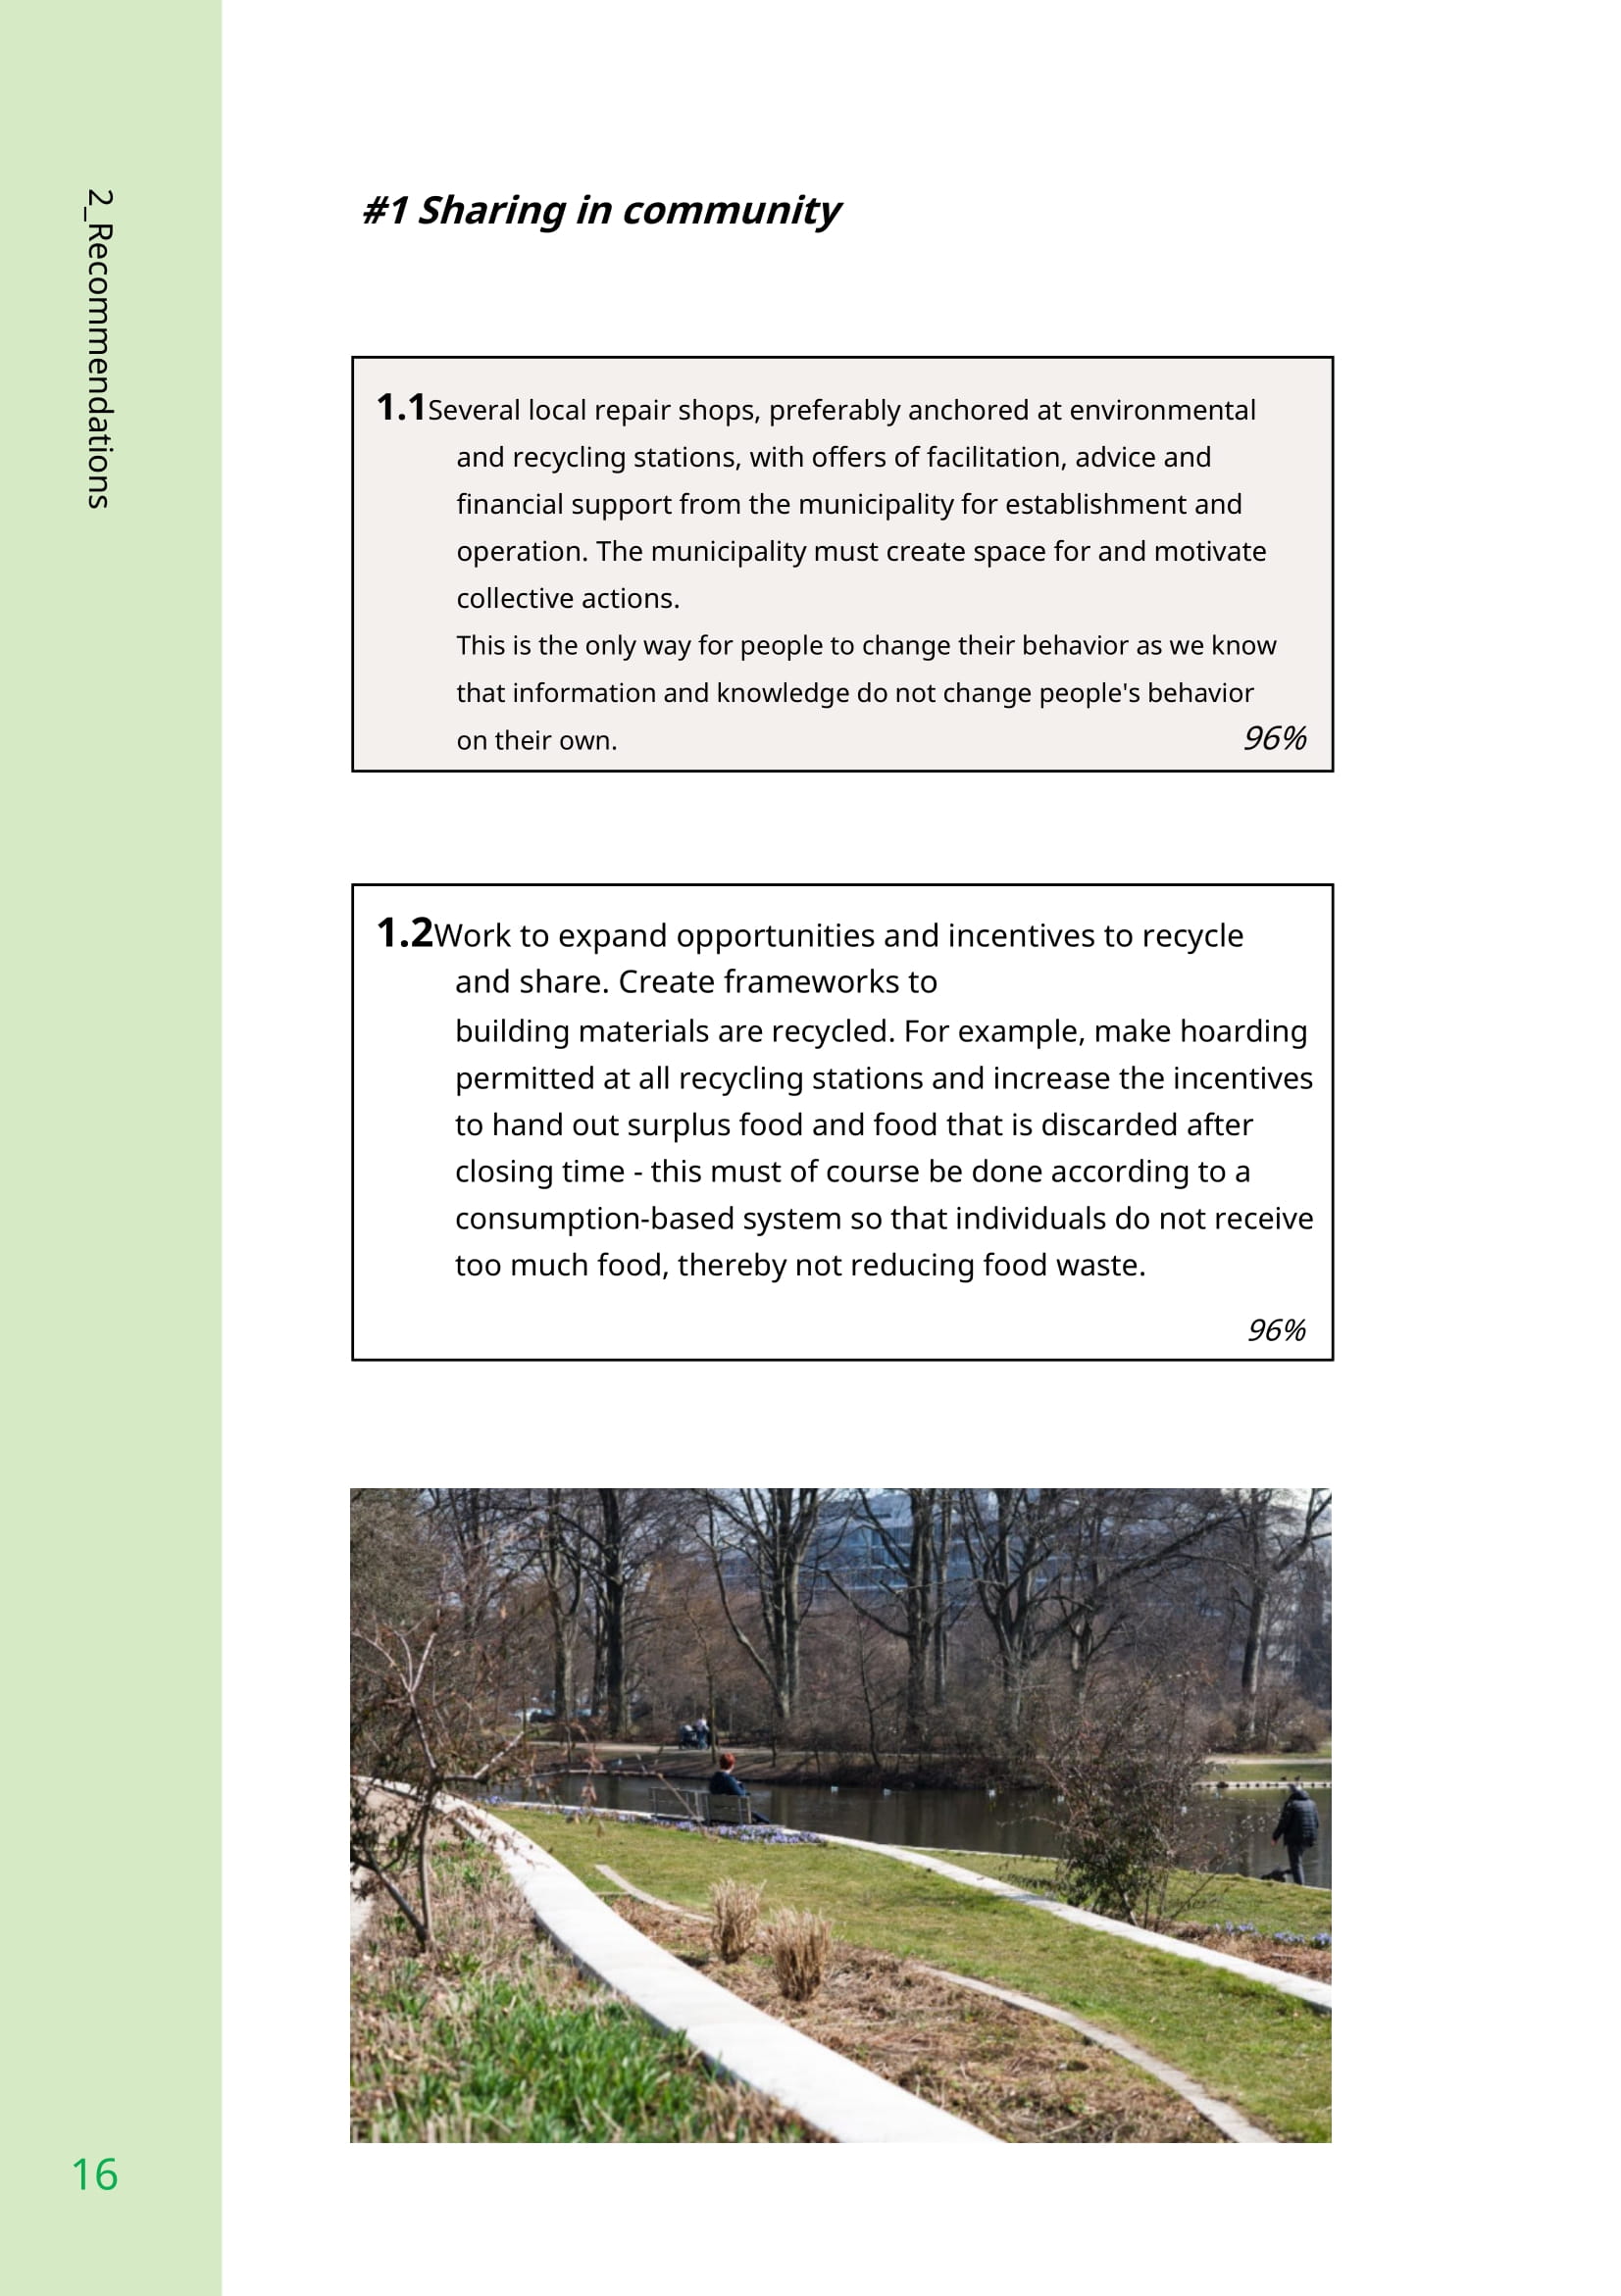 2_Recommendations
#1 Sharing in community
1.1Several local repair shops, preferably anchored at environmental
and recycling stations, with offers of facilitation, advice and
financial support from the municipality for establishment and
operation. The municipality must create space for and motivate
collective actions.
This is the only way for people to change their behavior as we know
that information and knowledge do not change people's behavior
on their own. 96%
1.2Work to expand opportunities and incentives to recycle
and share. Create frameworks to
building materials are recycled. For example, make hoarding
permitted at all recycling stations and increase the incentives
to hand out surplus food and food that is discarded after
closing time - this must of course be done according to a
consumption-based system so that individuals do not receive
too much food, thereby not reducing food waste.
96%
16